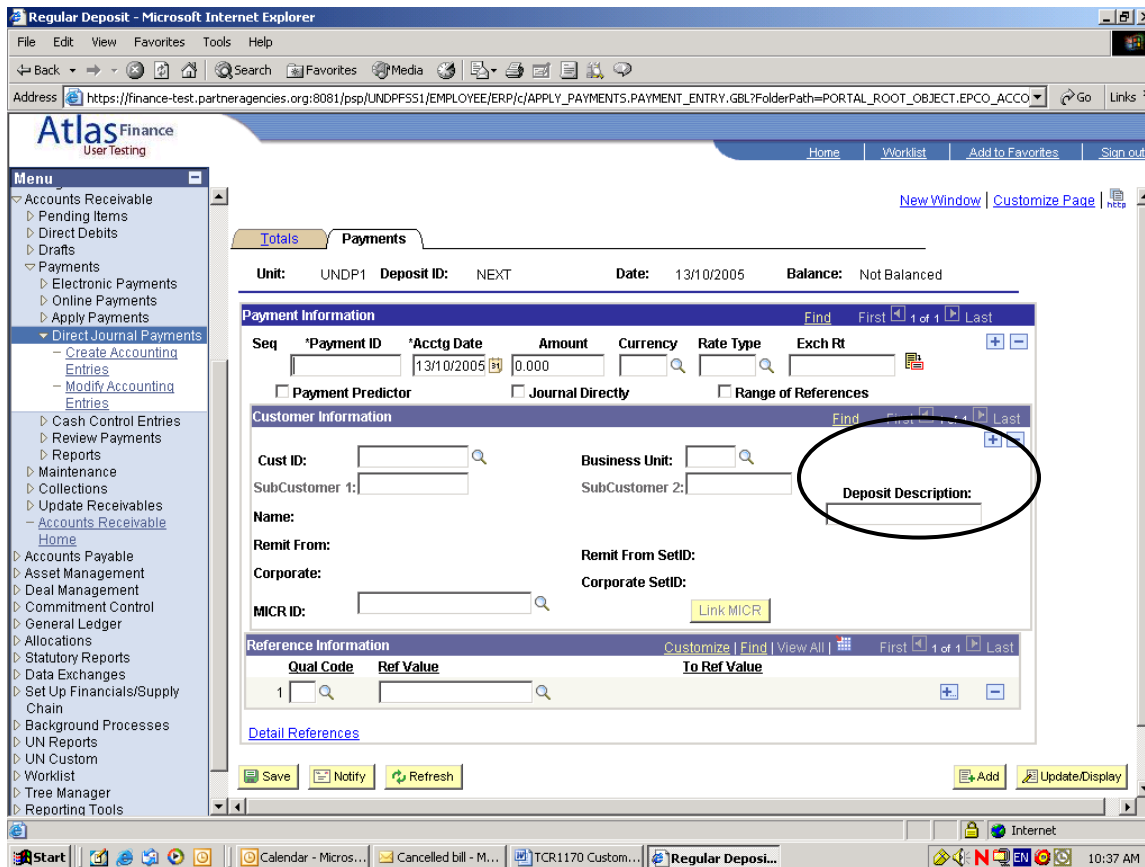 Regular Deposit - Microsoft Internet Explorer
File Edit View Favorites Tools Help
Back Search Favorites Media
Address https://finance-test.partneragencies.org:8081/psp/UNDPFSS1/EMPLOYEE/ERP/c/APPLY_PAYMENTS.PAYMENT_ENTRY.GBL?FolderPath=PORTAL_ROOT_OBJECT.EPCO_ACCO Go Links
Atlas Finance
User Testing
Home Worklist Add to Favorites Sign out
Menu
Accounts Receivable
Pending Items
Direct Debits
Drafts
Payments
Electronic Payments
Online Payments
Apply Payments
Direct Journal Payments
– Create Accounting
Entries
– Modify Accounting
Entries
Cash Control Entries
Review Payments
Reports
Maintenance
Collections
Update Receivables
– Accounts Receivable
Home
Accounts Payable
Asset Management
Deal Management
Commitment Control
General Ledger
Allocations
Statutory Reports
Data Exchanges
Set Up Financials/Supply
Chain
Background Processes
UN Reports
UN Custom
Worklist
Tree Manager
Reporting Tools
New Window | Customize Page | http
Totals Payments
Unit: UNDP1 Deposit ID: NEXT Date: 13/10/2005 Balance: Not Balanced
Payment Information Find First 1 of 1 Last
Seq *Payment ID *Acctg Date Amount Currency Rate Type Exch Rt
13/10/2005 31 0.000
Payment Predictor Journal Directly Range of References
Customer Information Find First 1 of 1 Last
Cust ID: Business Unit:
SubCustomer 1: SubCustomer 2:
Deposit Description:
Name:
Remit From: Remit From SetID:
Corporate: Corporate SetID:
MICR ID: Link MICR
Reference Information Customize | Find | View All | First 1 of 1 Last
Qual Code Ref Value To Ref Value
1
Detail References
Save Notify Refresh Add Update/Display
Internet
Start Calendar - Micros... Cancelled bill - M... TCR1170 Custom... Regular Deposi... EN 10:37 AM